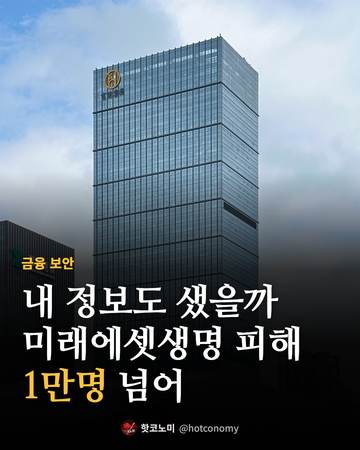 금융 보안
내 정보도 샜을까
미래에셋생명 피해
1만명 넘어
핫코노미 @hotconomy